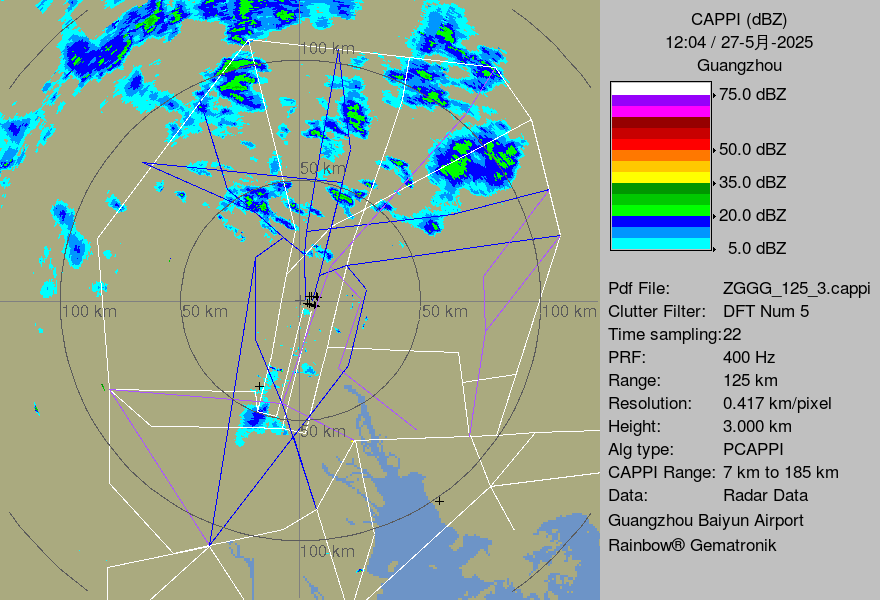 CAPPI (dBZ)
12:04 / 27-5月-2025
Guangzhou
75.0 dBZ
50.0 dBZ
35.0 dBZ
20.0 dBZ
5.0 dBZ
Pdf File: ZGGG_125_3.cappi
Clutter Filter: DFT Num 5
Time sampling:22
PRF: 400 Hz
Range: 125 km
Resolution: 0.417 km/pixel
Height: 3.000 km
Alg type: PCAPPI
CAPPI Range: 7 km to 185 km
Data: Radar Data
Guangzhou Baiyun Airport
Rainbow® Gematronik
100 km
50 km
100 km
50 km
50 km
100 km
50 km
100 km